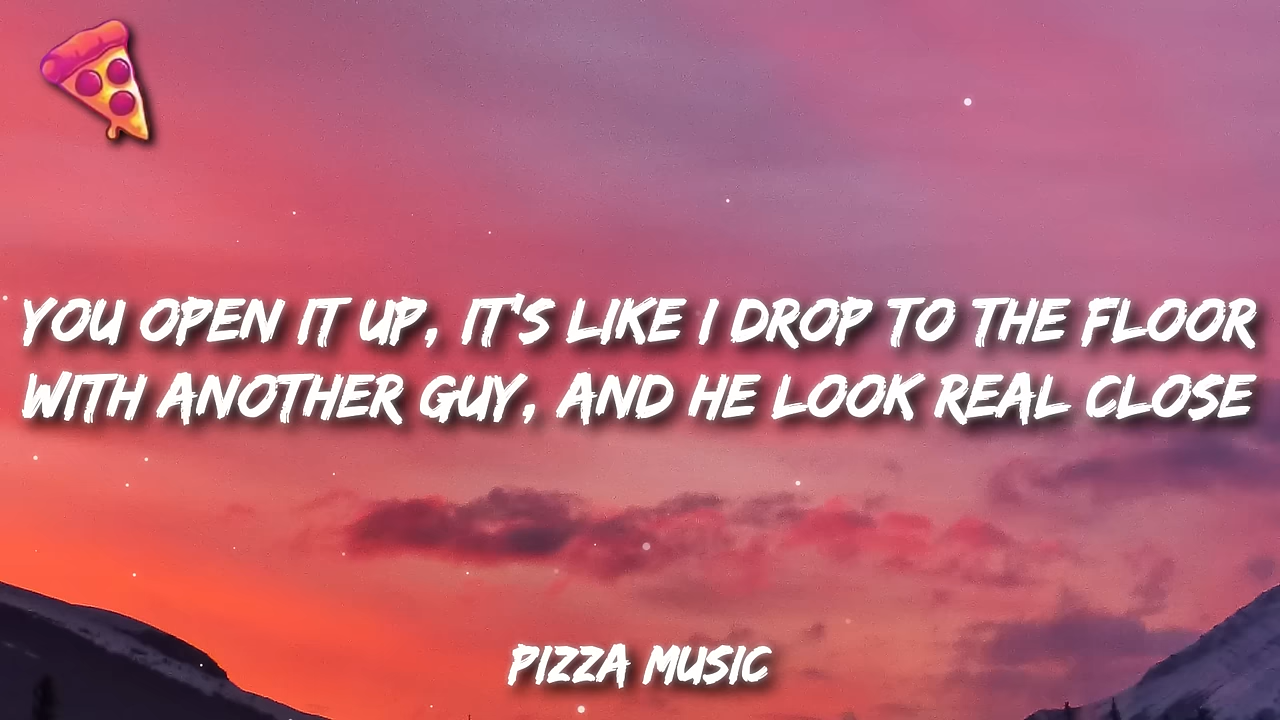 YOU OPEN IT UP, IT'S LIKE I DROP TO THE FLOOR
WITH ANOTHER GUY, AND HE LOOK REAL CLOSE
PIZZA MUSIC